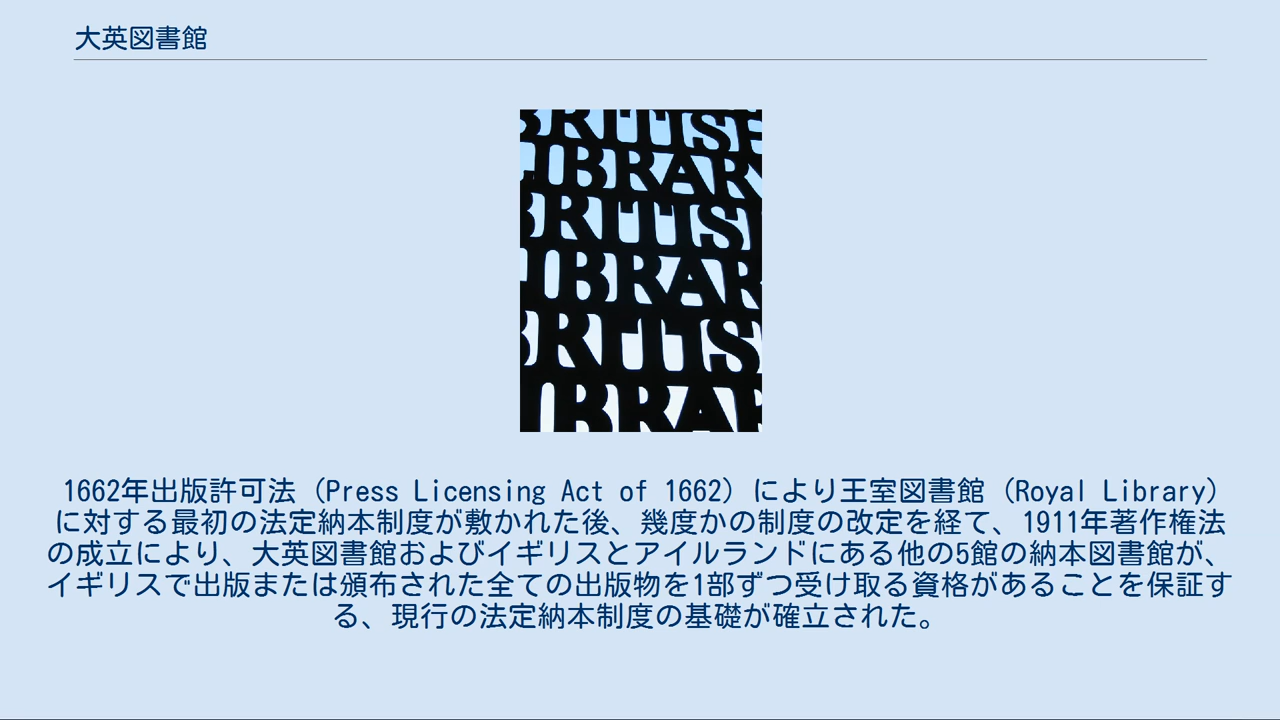 大英図書館
BRITISH
LIBRARY
BRITIS
LIBRAR
BRITIS
LIBRAR
1662年出版許可法（Press Licensing Act of 1662）により王室図書館（Royal Library）
に対する最初の法定納本制度が敷かれた後、幾度かの制度の改定を経て、1911年著作権法
の成立により、大英図書館およびイギリスとアイルランドにある他の5館の納本図書館が、
イギリスで出版または頒布された全ての出版物を1部ずつ受け取る資格があることを保証す
る、現行の法定納本制度の基礎が確立された。